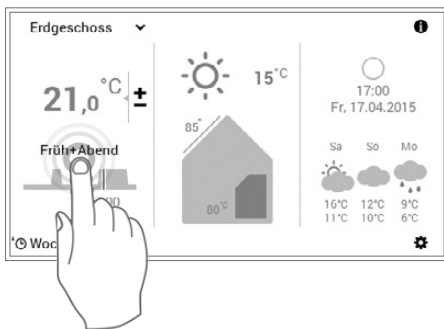 Erdgeschoss
21,0 °C ±
Früh+Abend
00
Woc
15°C
85°
80°C
17:00
Fr, 17.04.2015
Sa So Mo
16°C 12°C 9°C
11°C 10°C 6°C